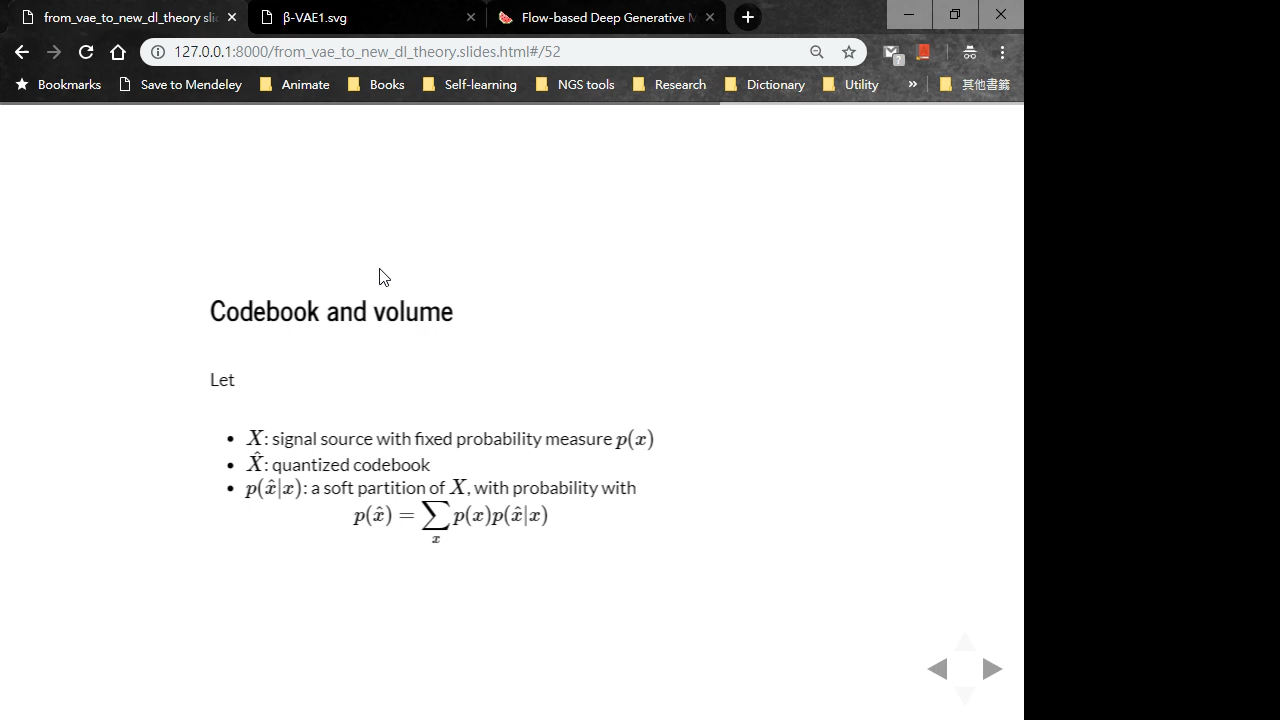 from_vae_to_new_dl_theory slic
β-VAE1.svg
Flow-based Deep Generative M
127.0.0.1:8000/from_vae_to_new_dl_theory.slides.html#/52
?
Bookmarks Save to Mendeley Animate Books Self-learning NGS tools Research Dictionary Utility » 其他書籤
Codebook and volume
Let
• X: signal source with fixed probability measure p(x)
• X̂: quantized codebook
• p(x̂|x): a soft partition of X, with probability with
p(x̂) = ∑ p(x)p(x̂|x)
x